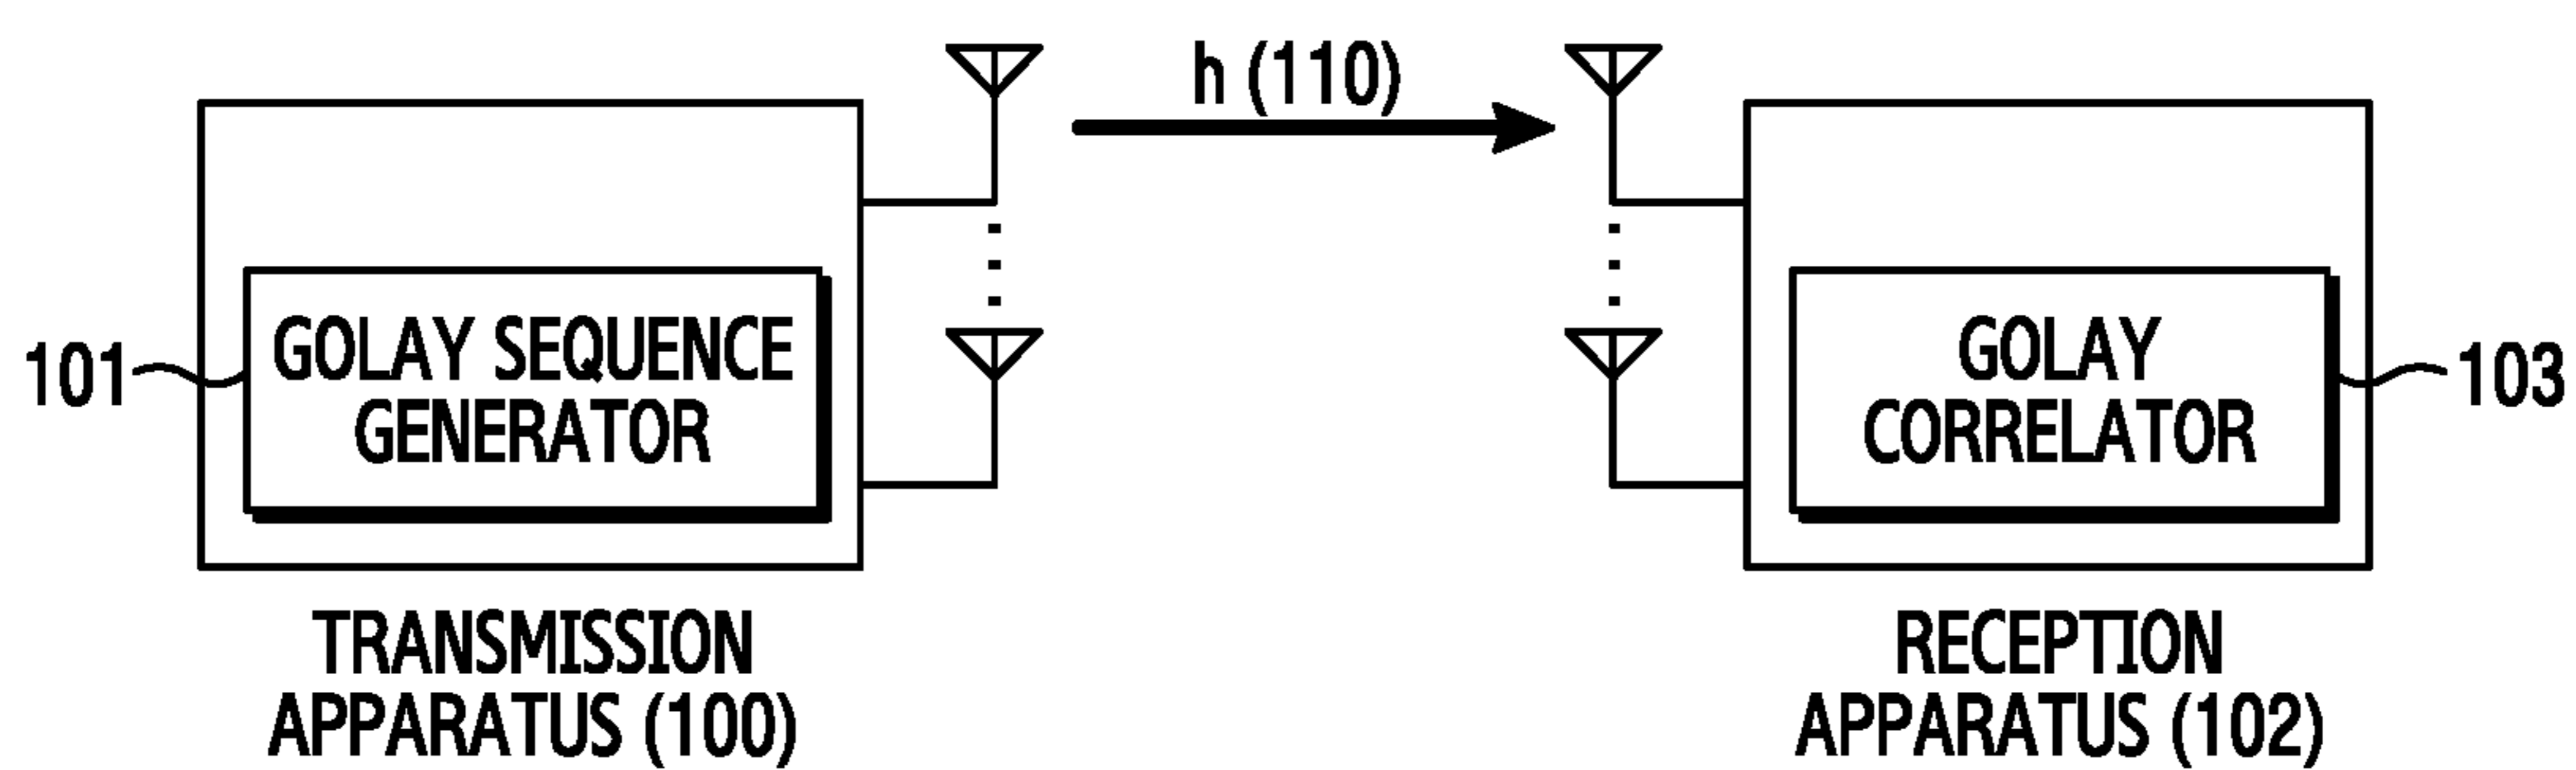 h (110)
101
GOLAY SEQUENCE
GENERATOR
GOLAY
CORRELATOR
103
TRANSMISSION
APPARATUS (100)
RECEPTION
APPARATUS (102)